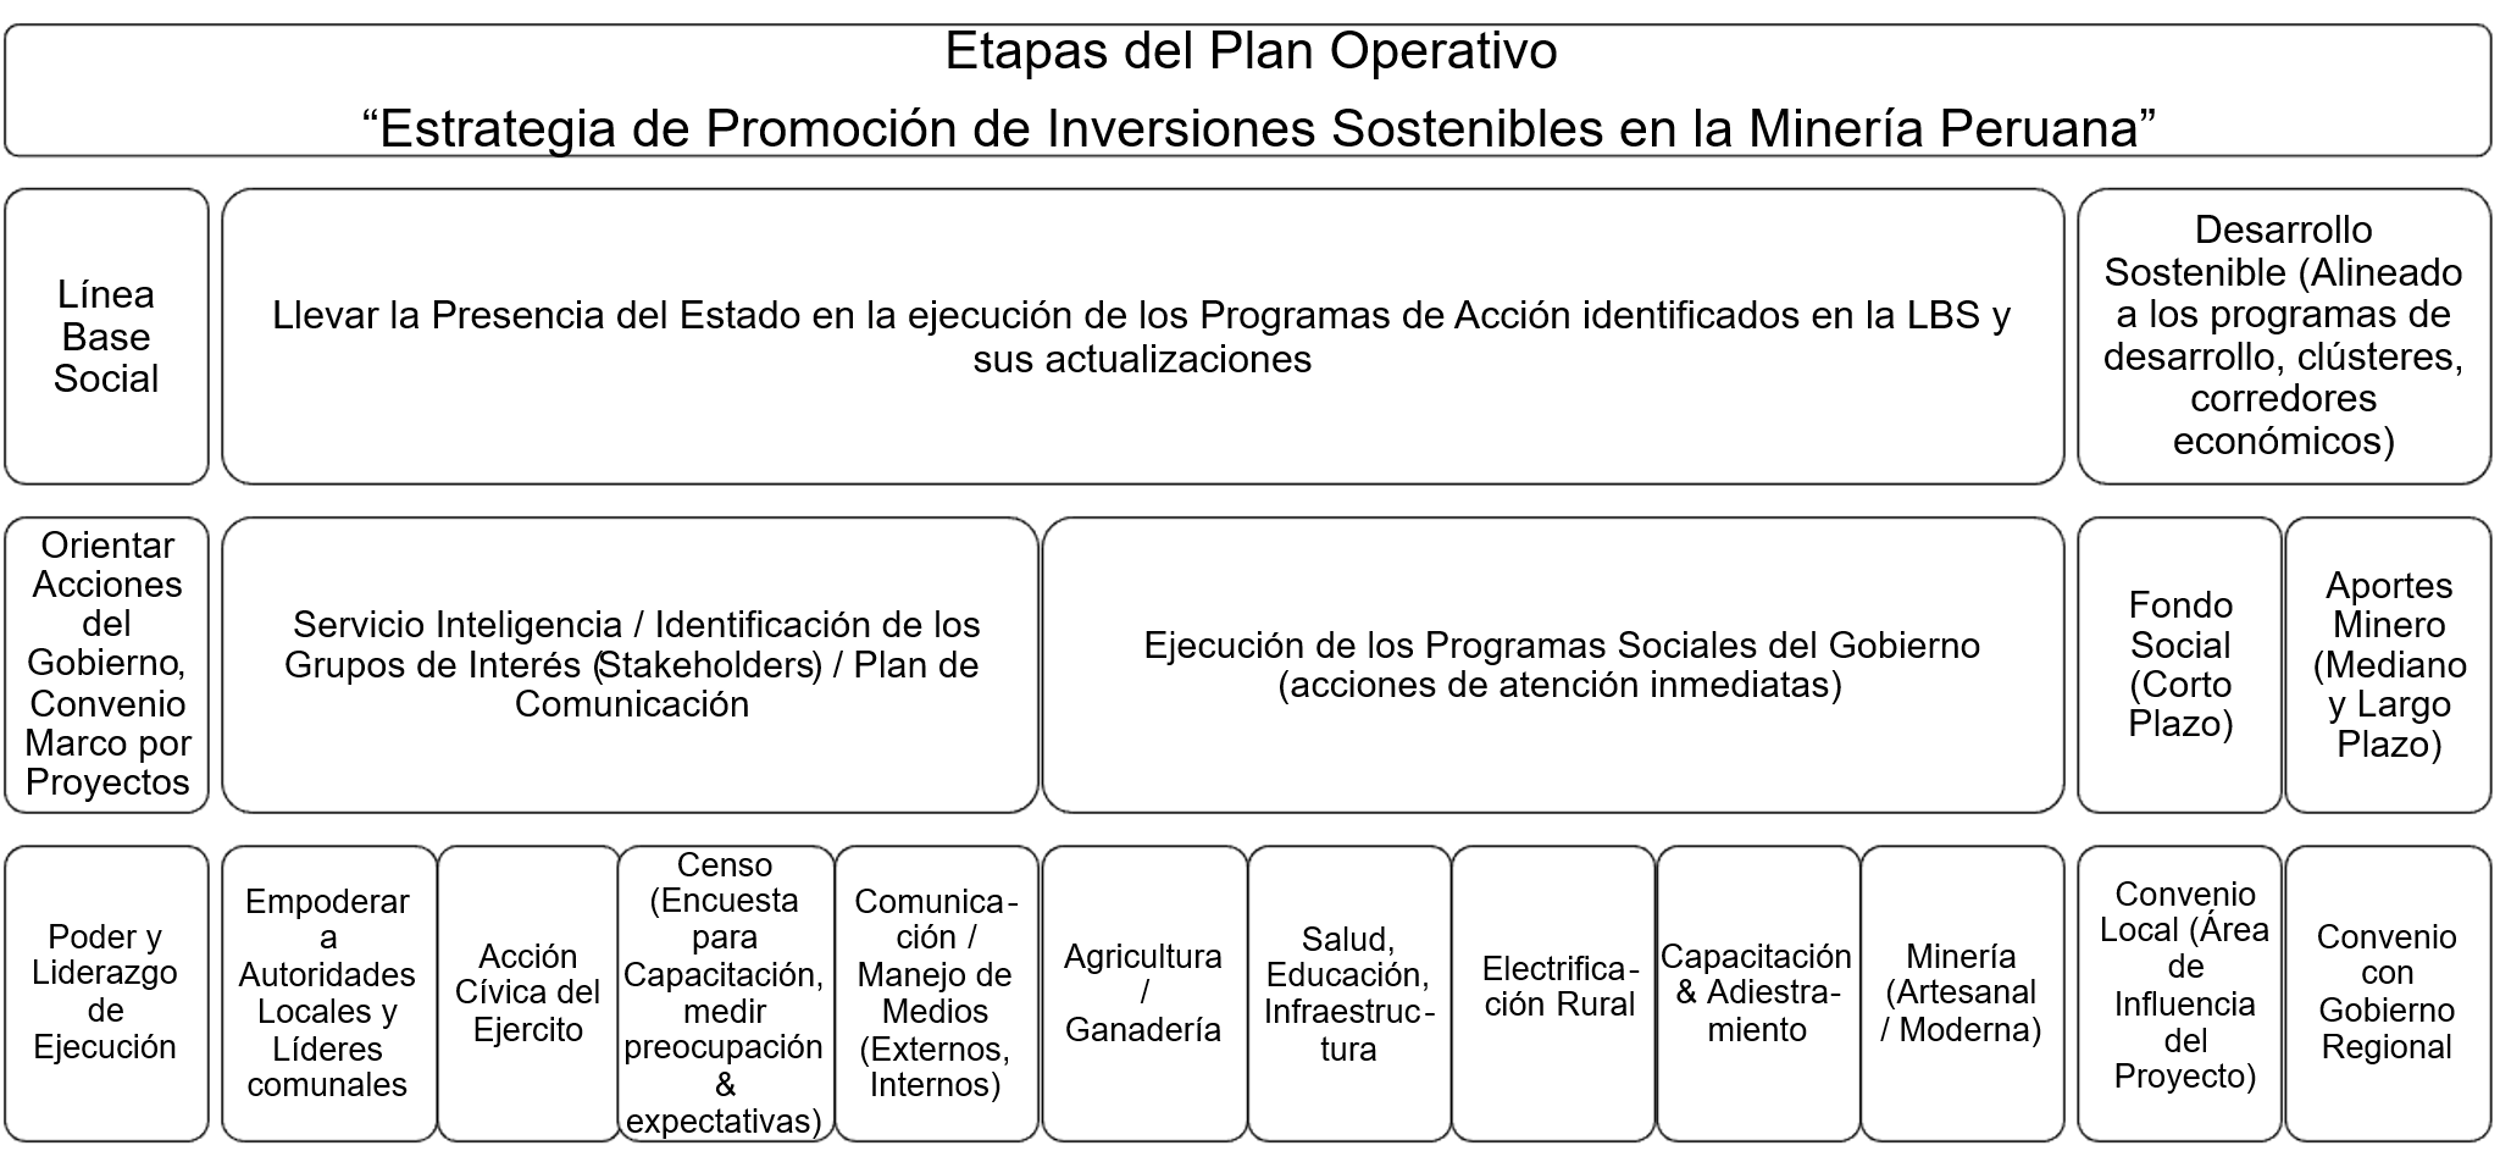 Etapas del Plan Operativo
“Estrategia de Promoción de Inversiones Sostenibles en la Minería Peruana”
Línea
Base
Social
Llevar la Presencia del Estado en la ejecución de los Programas de Acción identificados en la LBS y
sus actualizaciones
Desarrollo
Sostenible (Alineado
a los programas de
desarrollo, clústeres,
corredores
económicos)
Orientar
Acciones
del
Gobierno,
Convenio
Marco por
Proyectos
Servicio Inteligencia / Identificación de los
Grupos de Interés (Stakeholders) / Plan de
Comunicación
Ejecución de los Programas Sociales del Gobierno
(acciones de atención inmediatas)
Fondo
Social
(Corto
Plazo)
Aportes
Minero
(Mediano
y Largo
Plazo)
Poder y
Liderazgo
de
Ejecución
Empoderar
a
Autoridades
Locales y
Líderes
comunales
Acción
Cívica del
Ejercito
Censo
(Encuesta
para
Capacitación,
medir
preocupación
&
expectativas)
Comunica-
ción /
Manejo de
Medios
(Externos,
Internos)
Agricultura
/
Ganadería
Salud,
Educación,
Infraestruc-
tura
Electrifica-
ción Rural
Capacitación
& Adiestra-
miento
Minería
(Artesanal
/ Moderna)
Convenio
Local (Área
de
Influencia
del
Proyecto)
Convenio
con
Gobierno
Regional